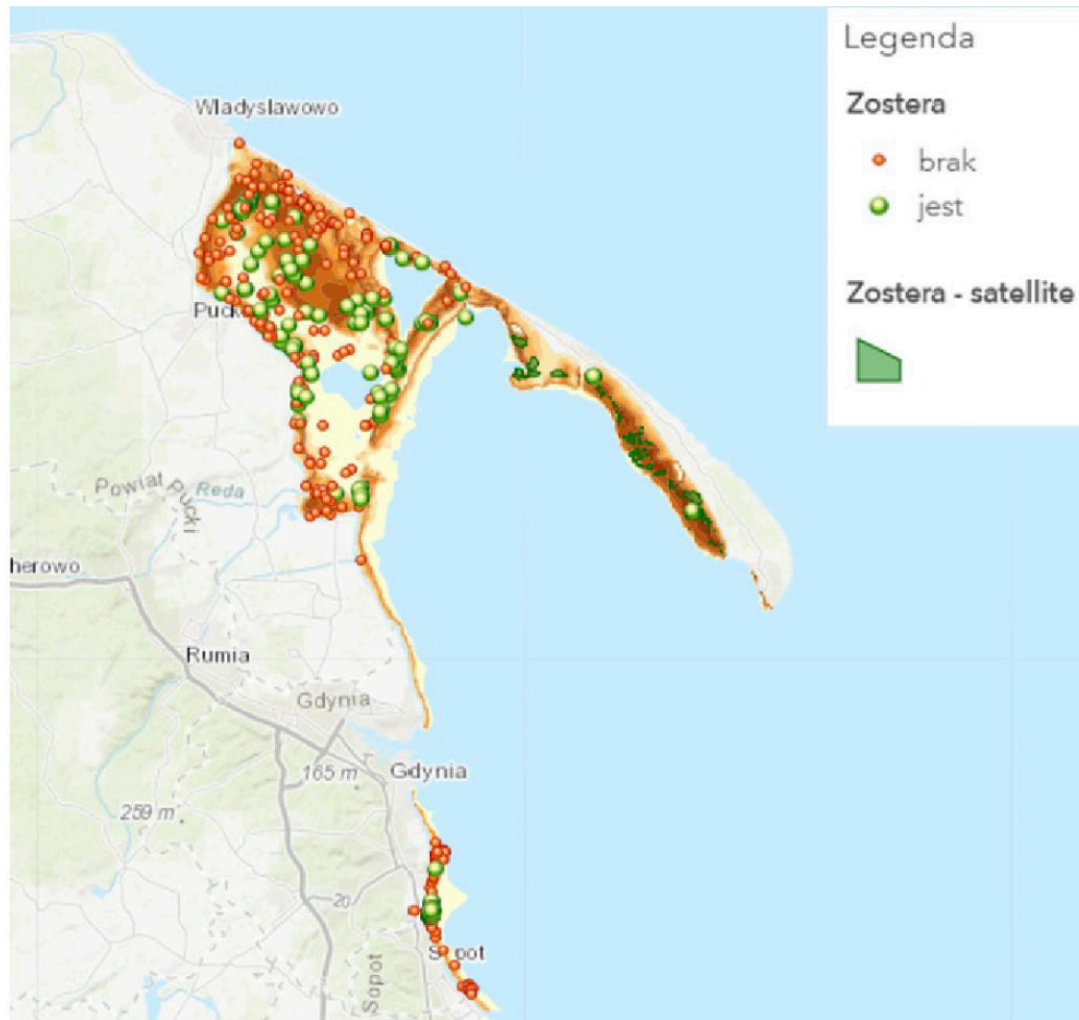 Legenda
Zostera
brak
jest
Zostera - satellite
Wladyslawowo
Puck
Powiat Pucki
Reda
herowo
Rumia
Gdynia
Gdynia
165 m
259 m
20
Sopot